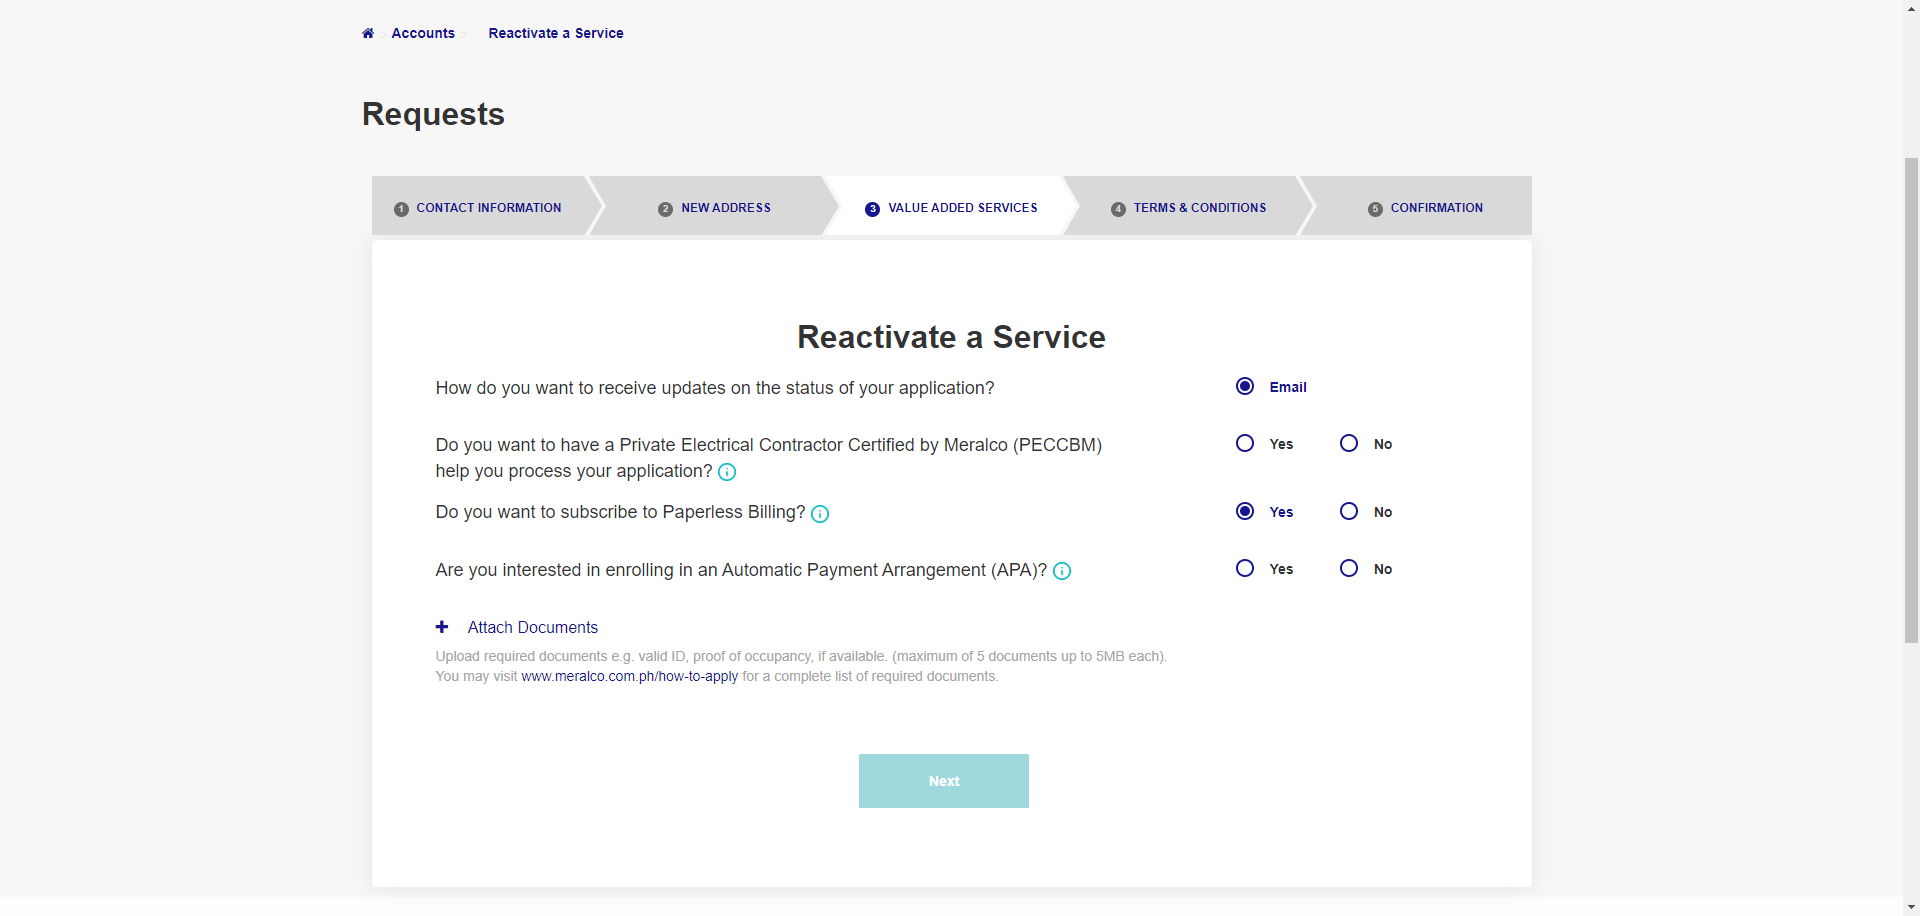 Accounts Reactivate a Service
Requests
1 CONTACT INFORMATION 2 NEW ADDRESS 3 VALUE ADDED SERVICES 4 TERMS & CONDITIONS 5 CONFIRMATION
Reactivate a Service
How do you want to receive updates on the status of your application? Email
Do you want to have a Private Electrical Contractor Certified by Meralco (PECCBM) Yes No
help you process your application?
Do you want to subscribe to Paperless Billing? Yes No
Are you interested in enrolling in an Automatic Payment Arrangement (APA)? Yes No
+ Attach Documents
Upload required documents e.g. valid ID, proof of occupancy, if available. (maximum of 5 documents up to 5MB each).
You may visit www.meralco.com.ph/how-to-apply for a complete list of required documents.
Next